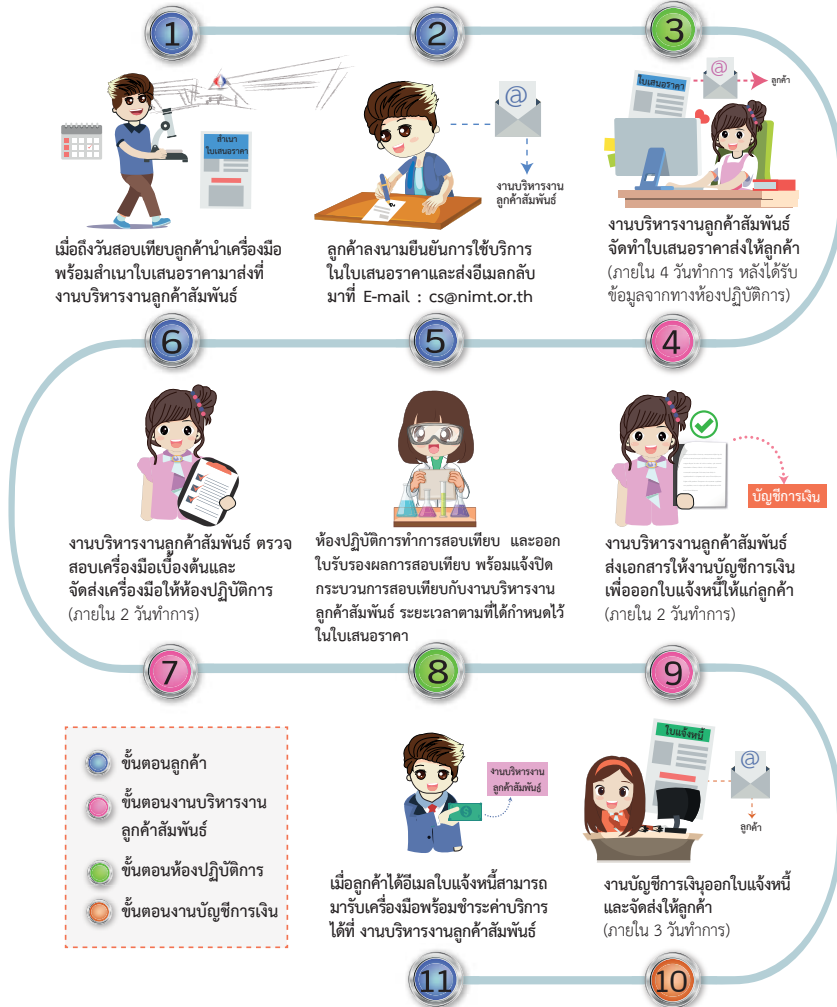 1
2
3
สำเนา
ใบเสนอราคา
@
งานบริหารงาน
ลูกค้าสัมพันธ์
ใบเสนอราคา
@
ลูกค้า
เมื่อถึงวันสอบเทียบลูกค้านำเครื่องมือ
พร้อมสำเนาใบเสนอราคามาส่งที่
งานบริหารงานลูกค้าสัมพันธ์
ลูกค้าลงนามยืนยันการใช้บริการ
ในใบเสนอราคาและส่งอีเมลกลับ
มาที่ E-mail : cs@nimt.or.th
งานบริหารงานลูกค้าสัมพันธ์
จัดทำใบเสนอราคาส่งให้ลูกค้า
(ภายใน 4 วันทำการ หลังได้รับ
ข้อมูลจากทางห้องปฏิบัติการ)
6
5
4
บัญชีการเงิน
งานบริหารงานลูกค้าสัมพันธ์ ตรวจ
สอบเครื่องมือเบื้องต้นและ
จัดส่งเครื่องมือให้ห้องปฏิบัติการ
(ภายใน 2 วันทำการ)
ห้องปฏิบัติการทำการสอบเทียบ และออก
ใบรับรองผลการสอบเทียบ พร้อมแจ้งปิด
กระบวนการสอบเทียบกับงานบริหารงาน
ลูกค้าสัมพันธ์ ระยะเวลาตามที่ได้กำหนดไว้
ในใบเสนอราคา
งานบริหารงานลูกค้าสัมพันธ์
ส่งเอกสารให้งานบัญชีการเงิน
เพื่อออกใบแจ้งหนี้ให้แก่ลูกค้า
(ภายใน 2 วันทำการ)
7
8
9
ขั้นตอนลูกค้า
ขั้นตอนงานบริหารงาน
ลูกค้าสัมพันธ์
ขั้นตอนห้องปฏิบัติการ
ขั้นตอนงานบัญชีการเงิน
งานบริหารงาน
ลูกค้าสัมพันธ์
ใบแจ้งหนี้
@
ลูกค้า
เมื่อลูกค้าได้อีเมลใบแจ้งหนี้สามารถ
มารับเครื่องมือพร้อมชำระค่าบริการ
ได้ที่ งานบริหารงานลูกค้าสัมพันธ์
งานบัญชีการเงินออกใบแจ้งหนี้
และจัดส่งให้ลูกค้า
(ภายใน 3 วันทำการ)
11
10